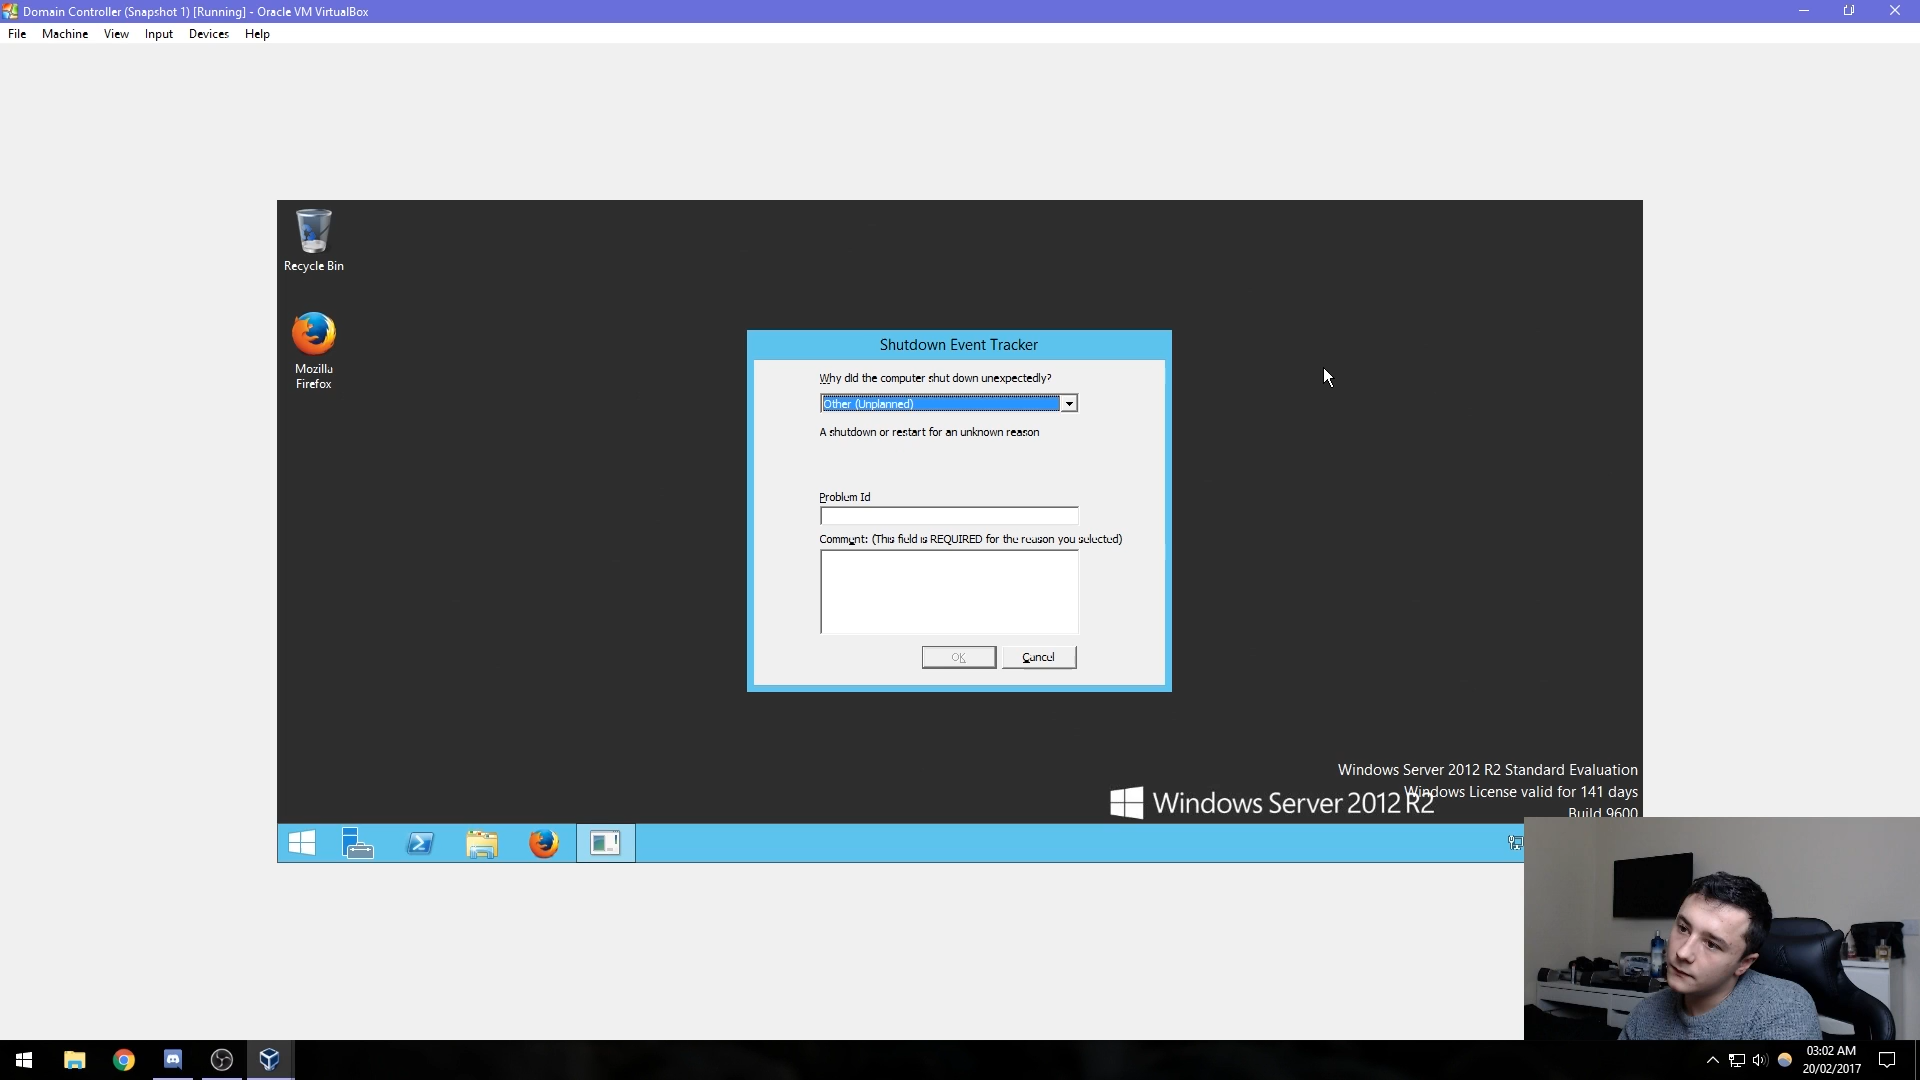 Domain Controller (Snapshot 1) [Running] - Oracle VM VirtualBox
File Machine View Input Devices Help
Recycle Bin
Mozilla
Firefox
Shutdown Event Tracker
Why did the computer shut down unexpectedly?
Other (Unplanned)
A shutdown or restart for an unknown reason
Problem Id
Comment: (This field is REQUIRED for the reason you selected)
OK Cancel
Windows Server 2012 R2 Standard Evaluation
Windows License valid for 141 days
Build 9600
Windows Server 2012 R2
03:02 AM
20/02/2017